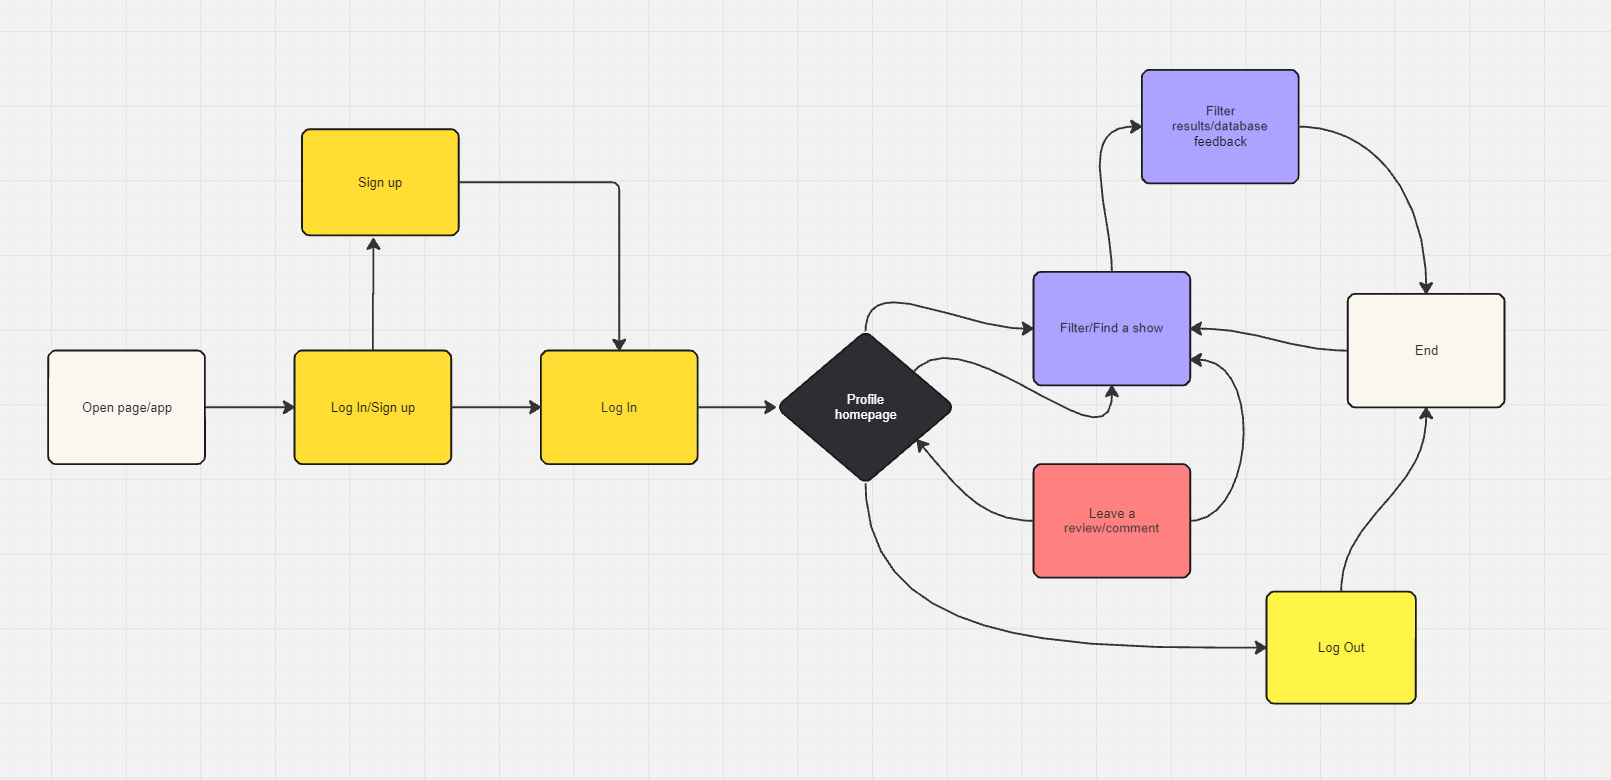 Filter
results/database
feedback
Sign up
Filter/Find a show
End
Open page/app
Log In/Sign up
Log In
Profile
homepage
Leave a
review/comment
Log Out